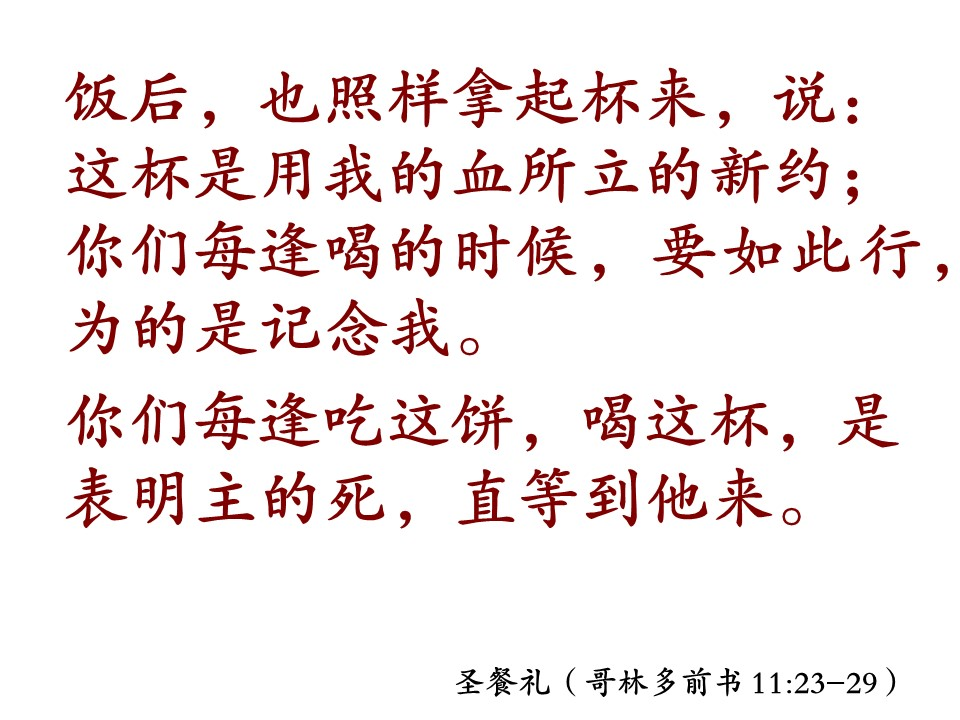 饭后，也照样拿起杯来，说：
这杯是用我的血所立的新约；
你们每逢喝的时候，要如此行，
为的是记念我。
你们每逢吃这饼，喝这杯，是
表明主的死，直等到他来。
圣餐礼（哥林多前书 11:23-29）